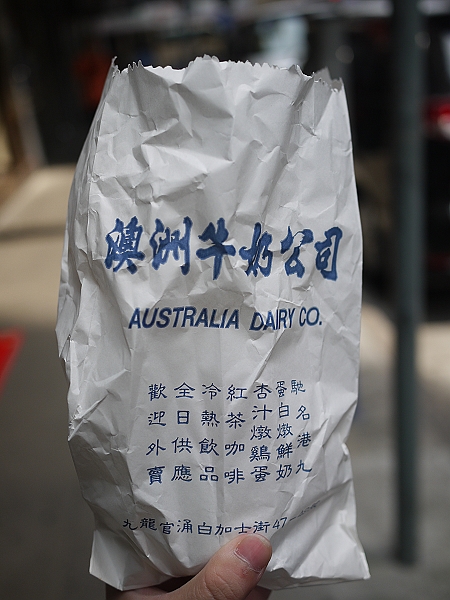 澳洲牛奶公司
AUSTRALIA DAIRY CO.
馳名港九
蛋白燉鮮奶
杏汁燉鷄蛋
紅茶咖啡
冷熱飲品
全日供應
歡迎外賣
九龍官涌白加士街47